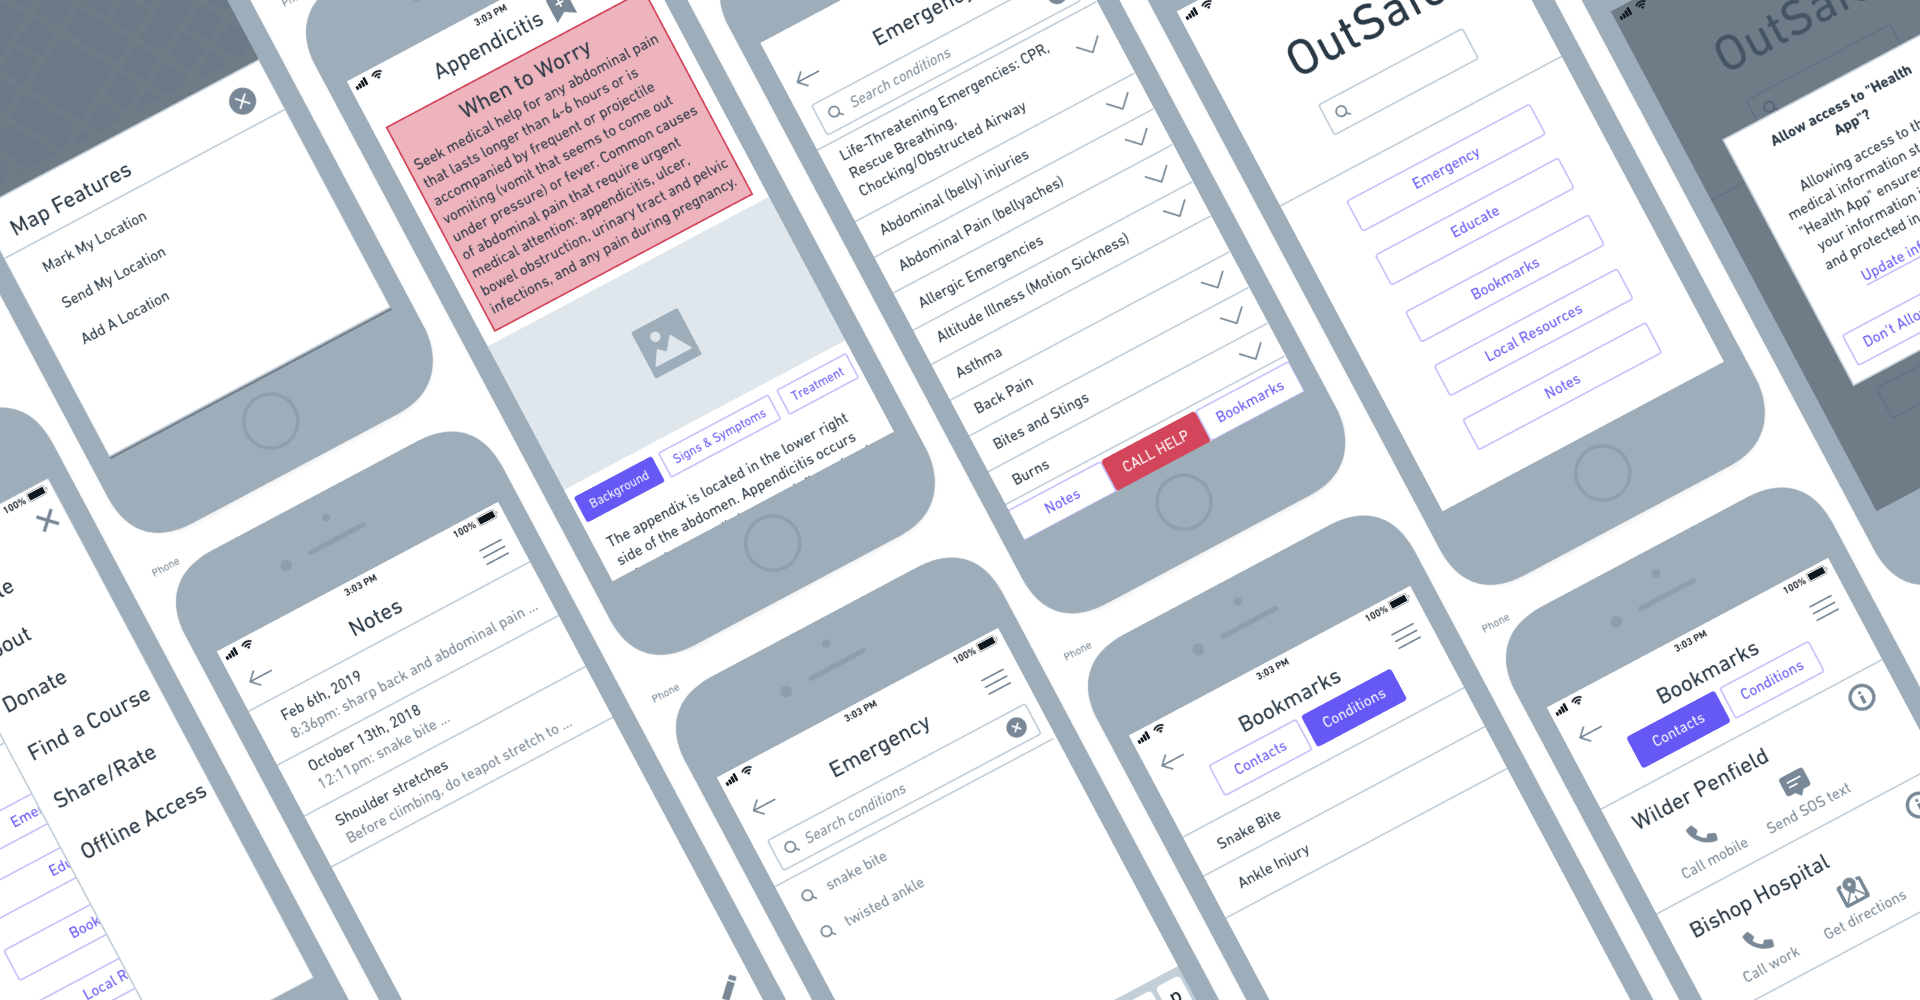 Map Features
Mark My Location
Send My Location
Add A Location
3:03 PM
Appendicitis
When to Worry
Seek medical help for any abdominal pain
that lasts longer than 4-6 hours or is
accompanied by frequent or projectile
vomiting (vomit that seems to come out
under pressure) or fever. Common causes
of abdominal pain that require urgent
medical attention: appendicitis, ulcer,
bowel obstruction, urinary tract and pelvic
infections, and any pain during pregnancy.
Background
Signs & Symptoms
Treatment
The appendix is located in the lower right
side of the abdomen. Appendicitis occurs
Emergency
Search conditions
Life-Threatening Emergencies: CPR,
Rescue Breathing,
Chocking/Obstructed Airway
Abdominal (belly) injuries
Abdominal Pain (bellyaches)
Allergic Emergencies
Altitude Illness (Motion Sickness)
Asthma
Back Pain
Bites and Stings
Burns
Notes
CALL HELP
Bookmarks
OutSafe
Emergency
Educate
Bookmarks
Local Resources
Notes
OutSafe
Allow access to "Health
App"?
Allowing access to th
medical information st
"Health App" ensures
your information i
and protected in
Update inf
Don't Allo
100%
out
Donate
Find a Course
Share/Rate
Offline Access
Eme
Edu
Book
Local R
Phone
3:03 PM
100%
Notes
Feb 6th, 2019
8:36pm: sharp back and abdominal pain ...
October 13th, 2018
12:11pm: snake bite ...
Shoulder stretches
Before climbing, do teapot stretch to ...
Phone
3:03 PM
100%
Emergency
Search conditions
snake bite
twisted ankle
p
Phone
3:03 PM
100%
Bookmarks
Contacts
Conditions
Snake Bite
Ankle Injury
Phone
3:03 PM
100%
Bookmarks
Contacts
Conditions
Wilder Penfield
Call mobile
Send SOS text
Bishop Hospital
Call work
Get directions